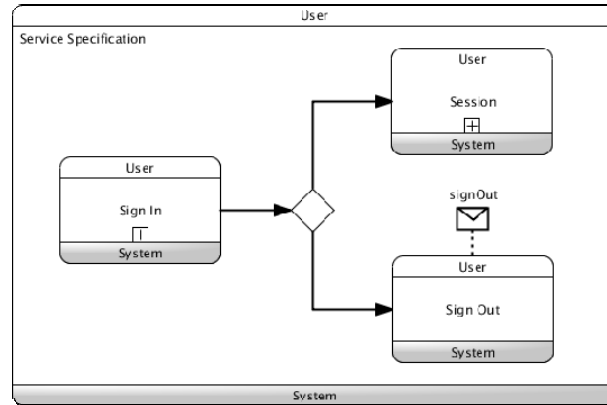 User
Service Specification
User
Session
System
User
Sign In
System
signOut
User
Sign Out
System
System